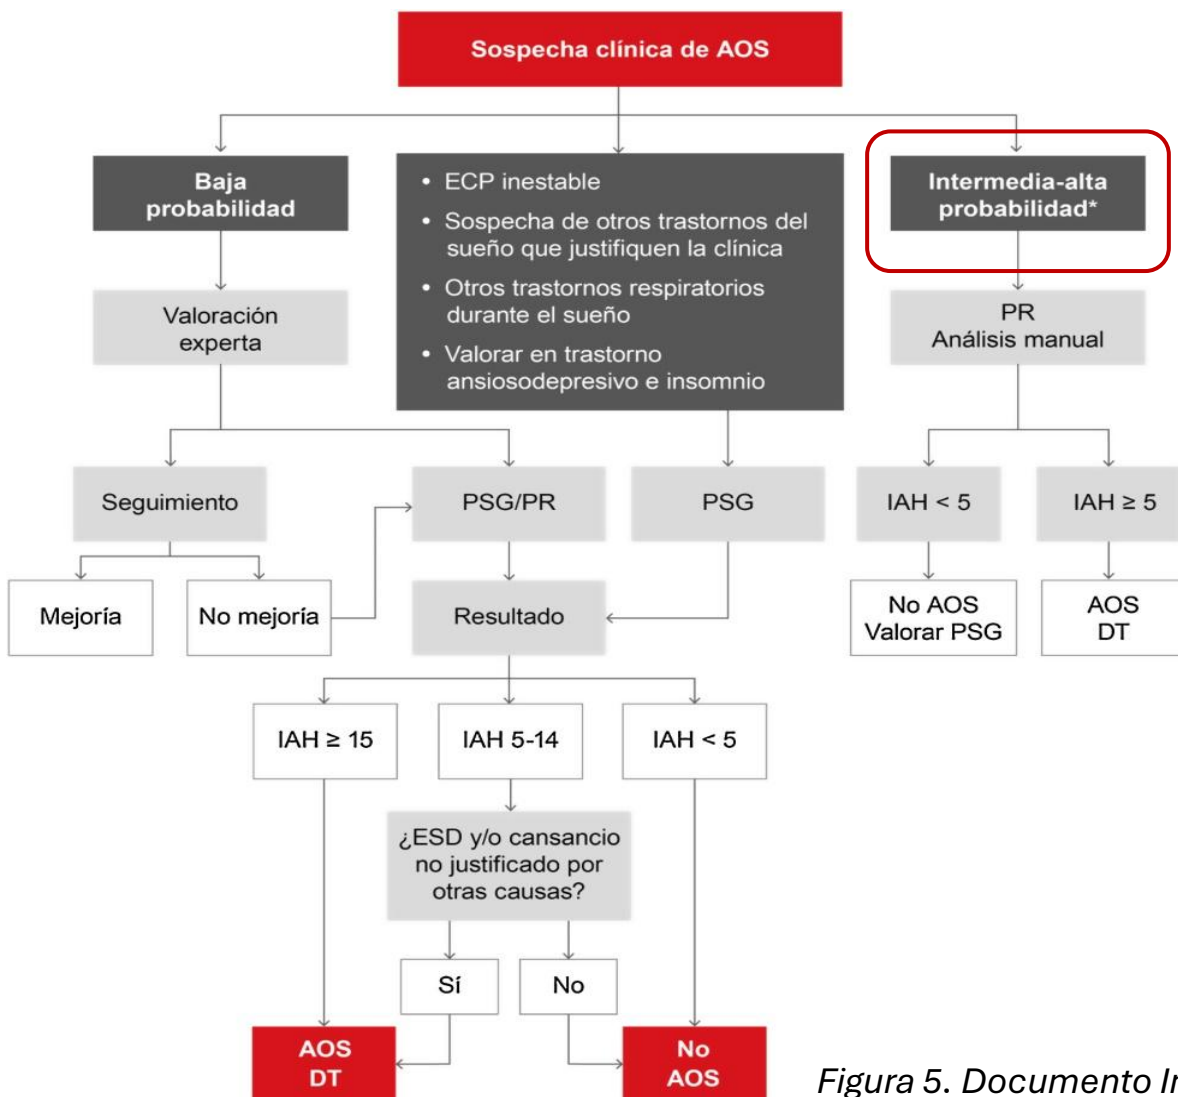 Sospecha clínica de AOS
Baja
probabilidad
• ECP inestable
• Sospecha de otros trastornos del
sueño que justifiquen la clínica
• Otros trastornos respiratorios
durante el sueño
• Valorar en trastorno
ansiosodepresivo e insomnio
Intermedia-alta
probabilidad*
Valoración
experta
PR
Análisis manual
Seguimiento
PSG/PR
PSG
IAH < 5
IAH ≥ 5
Mejoría
No mejoría
Resultado
No AOS
Valorar PSG
AOS
DT
IAH ≥ 15
IAH 5-14
IAH < 5
¿ESD y/o cansancio
no justificado por
otras causas?
Sí
No
AOS
DT
No
AOS
Figura 5. Documento